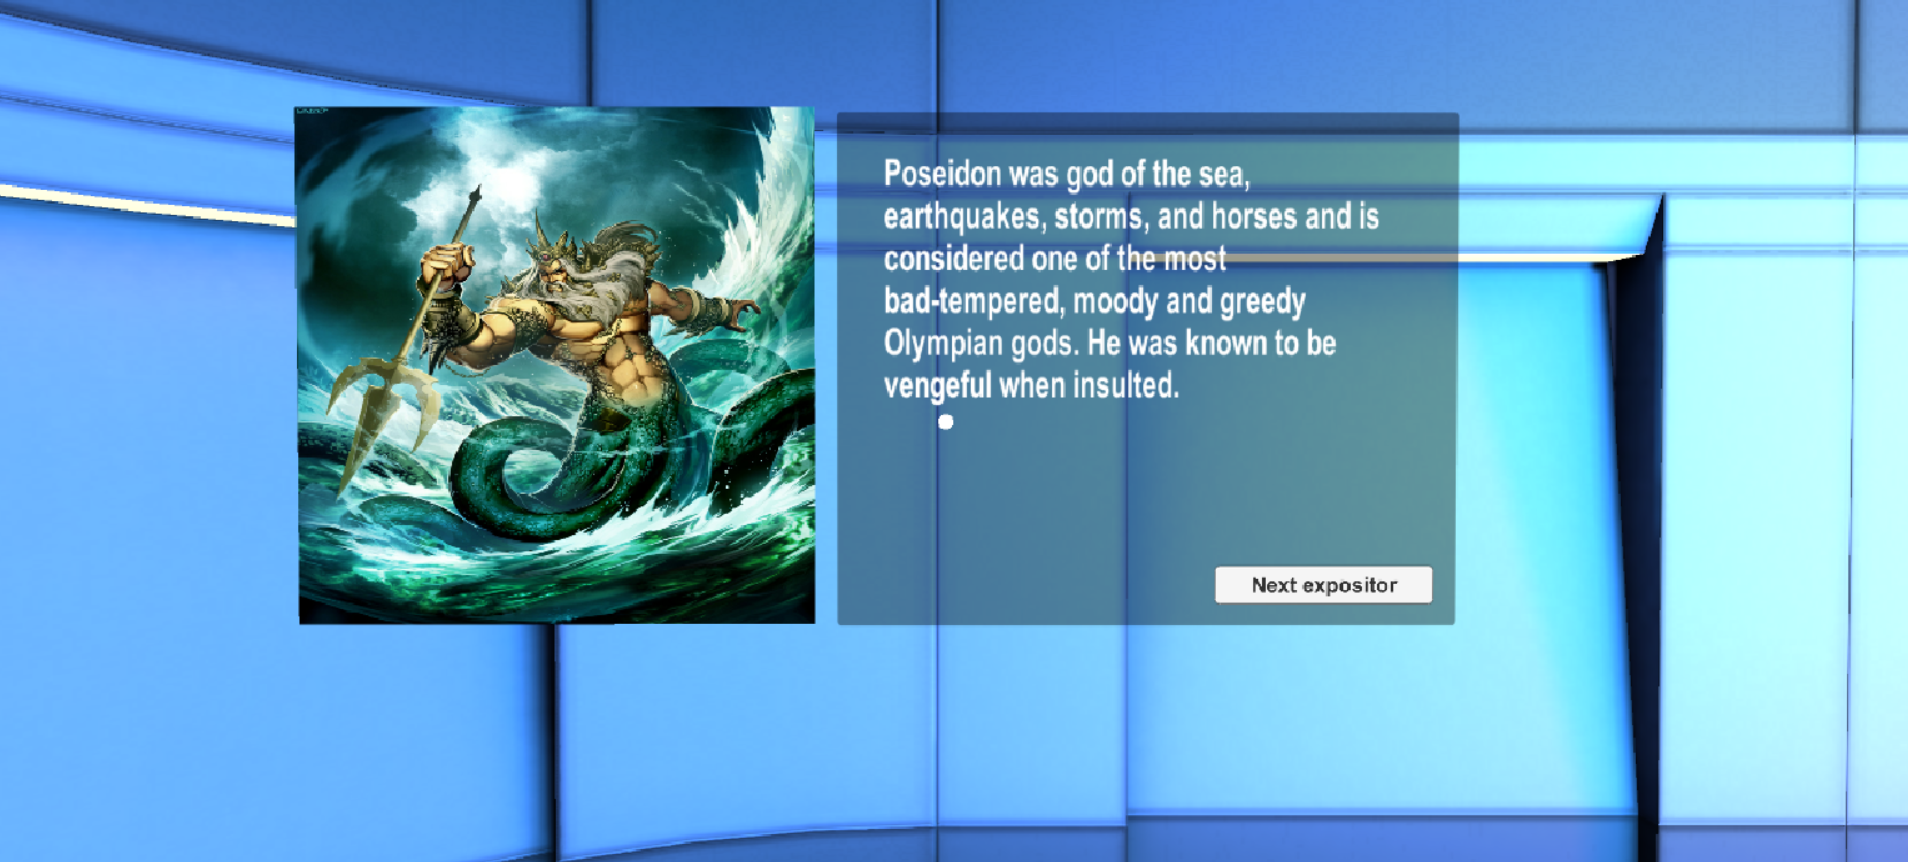 Poseidon was god of the sea,
earthquakes, storms, and horses and is
considered one of the most
bad-tempered, moody and greedy
Olympian gods. He was known to be
vengeful when insulted.
Next expositor